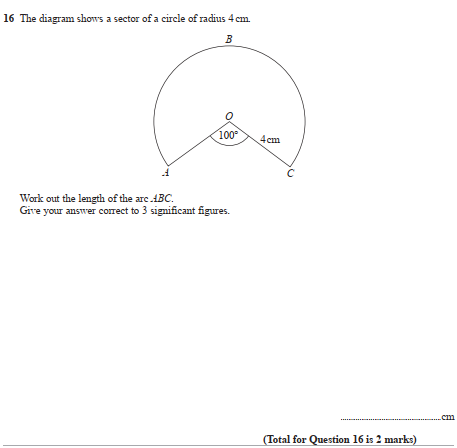 16 The diagram shows a sector of a circle of radius 4 cm.
B
O
100°
4 cm
A
C
Work out the length of the arc ABC.
Give your answer correct to 3 significant figures.
cm
(Total for Question 16 is 2 marks)